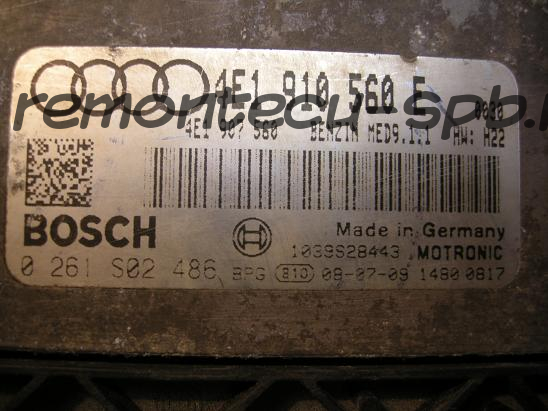 4E1 910 560 E 0030
remontecu-spb.r
4E1 907 560 BENZIN MED9.1.1 HW: H22
BOSCH
Made in Germany
1039S28443 MOTRONIC
0 261 S02 486 BPG 810 08-07-09 1480 0817